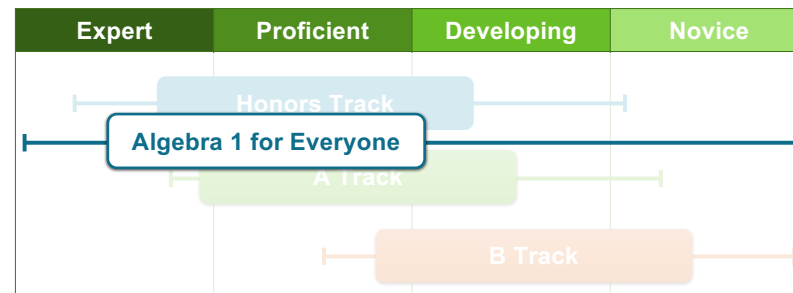 Expert Proficient Developing Novice
Honors Track
Algebra 1 for Everyone
A Track
B Track